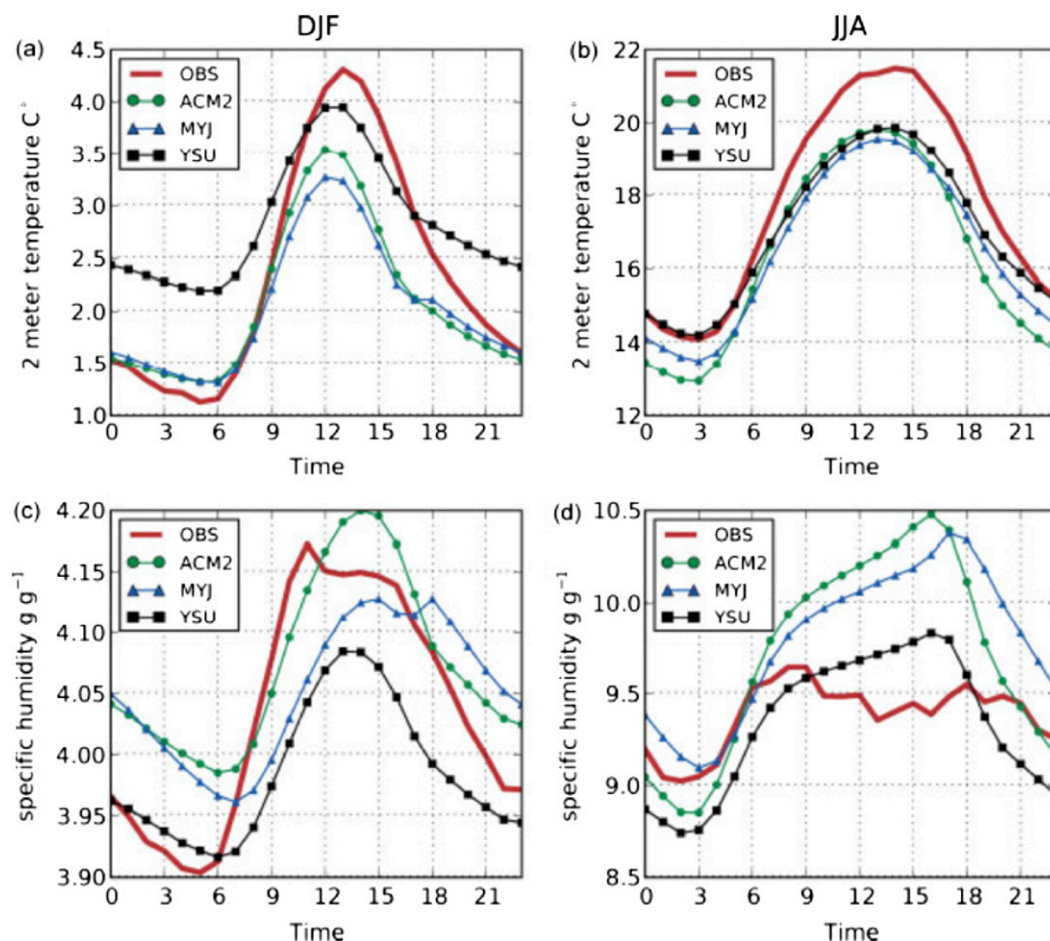 DJF
JJA
(a)
4.5
4.0
3.5
3.0
2.5
2.0
1.5
1.0
2 meter temperature C°
OBS
ACM2
MYJ
YSU
0 3 6 9 12 15 18 21
Time
(b)
22
20
18
16
14
12
2 meter temperature C°
OBS
ACM2
MYJ
YSU
0 3 6 9 12 15 18 21
Time
(c)
4.20
4.15
4.10
4.05
4.00
3.95
3.90
specific humidity g g⁻¹
OBS
ACM2
MYJ
YSU
0 3 6 9 12 15 18 21
Time
(d)
10.5
10.0
9.5
9.0
8.5
specific humidity g g⁻¹
OBS
ACM2
MYJ
YSU
0 3 6 9 12 15 18 21
Time